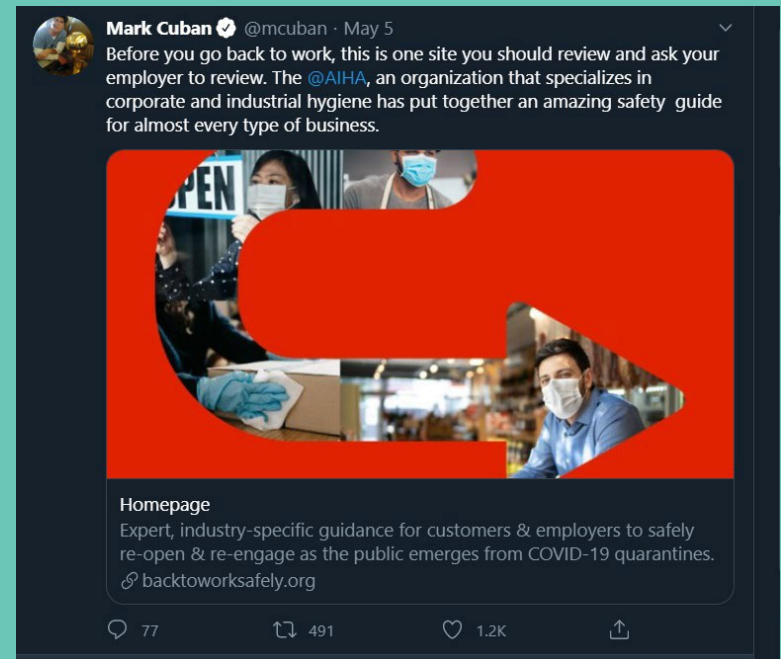 Mark Cuban @mcuban · May 5
Before you go back to work, this is one site you should review and ask your
employer to review. The @AIHA, an organization that specializes in
corporate and industrial hygiene has put together an amazing safety guide
for almost every type of business.
PEN
Homepage
Expert, industry-specific guidance for customers & employers to safely
re-open & re-engage as the public emerges from COVID-19 quarantines.
backtoworksafely.org
77 491 1.2K